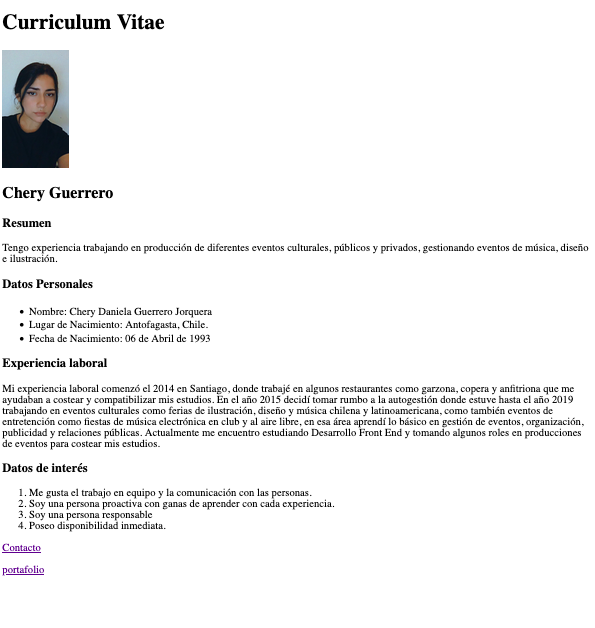 Curriculum Vitae
Chery Guerrero
Resumen
Tengo experiencia trabajando en producción de diferentes eventos culturales, públicos y privados, gestionando eventos de música, diseño
e ilustración.
Datos Personales
• Nombre: Chery Daniela Guerrero Jorquera
• Lugar de Nacimiento: Antofagasta, Chile.
• Fecha de Nacimiento: 06 de Abril de 1993
Experiencia laboral
Mi experiencia laboral comenzó el 2014 en Santiago, donde trabajé en algunos restaurantes como garzona, copera y anfitriona que me
ayudaban a costear y compatibilizar mis estudios. En el año 2015 decidí tomar rumbo a la autogestión donde estuve hasta el año 2019
trabajando en eventos culturales como ferias de ilustración, diseño y música chilena y latinoamericana, como también eventos de
entretención como fiestas de música electrónica en club y al aire libre, en esa área aprendí lo básico en gestión de eventos, organización,
publicidad y relaciones públicas. Actualmente me encuentro estudiando Desarrollo Front End y tomando algunos roles en producciones
de eventos para costear mis estudios.
Datos de interés
1. Me gusta el trabajo en equipo y la comunicación con las personas.
2. Soy una persona proactiva con ganas de aprender con cada experiencia.
3. Soy una persona responsable
4. Poseo disponibilidad inmediata.
Contacto
portafolio